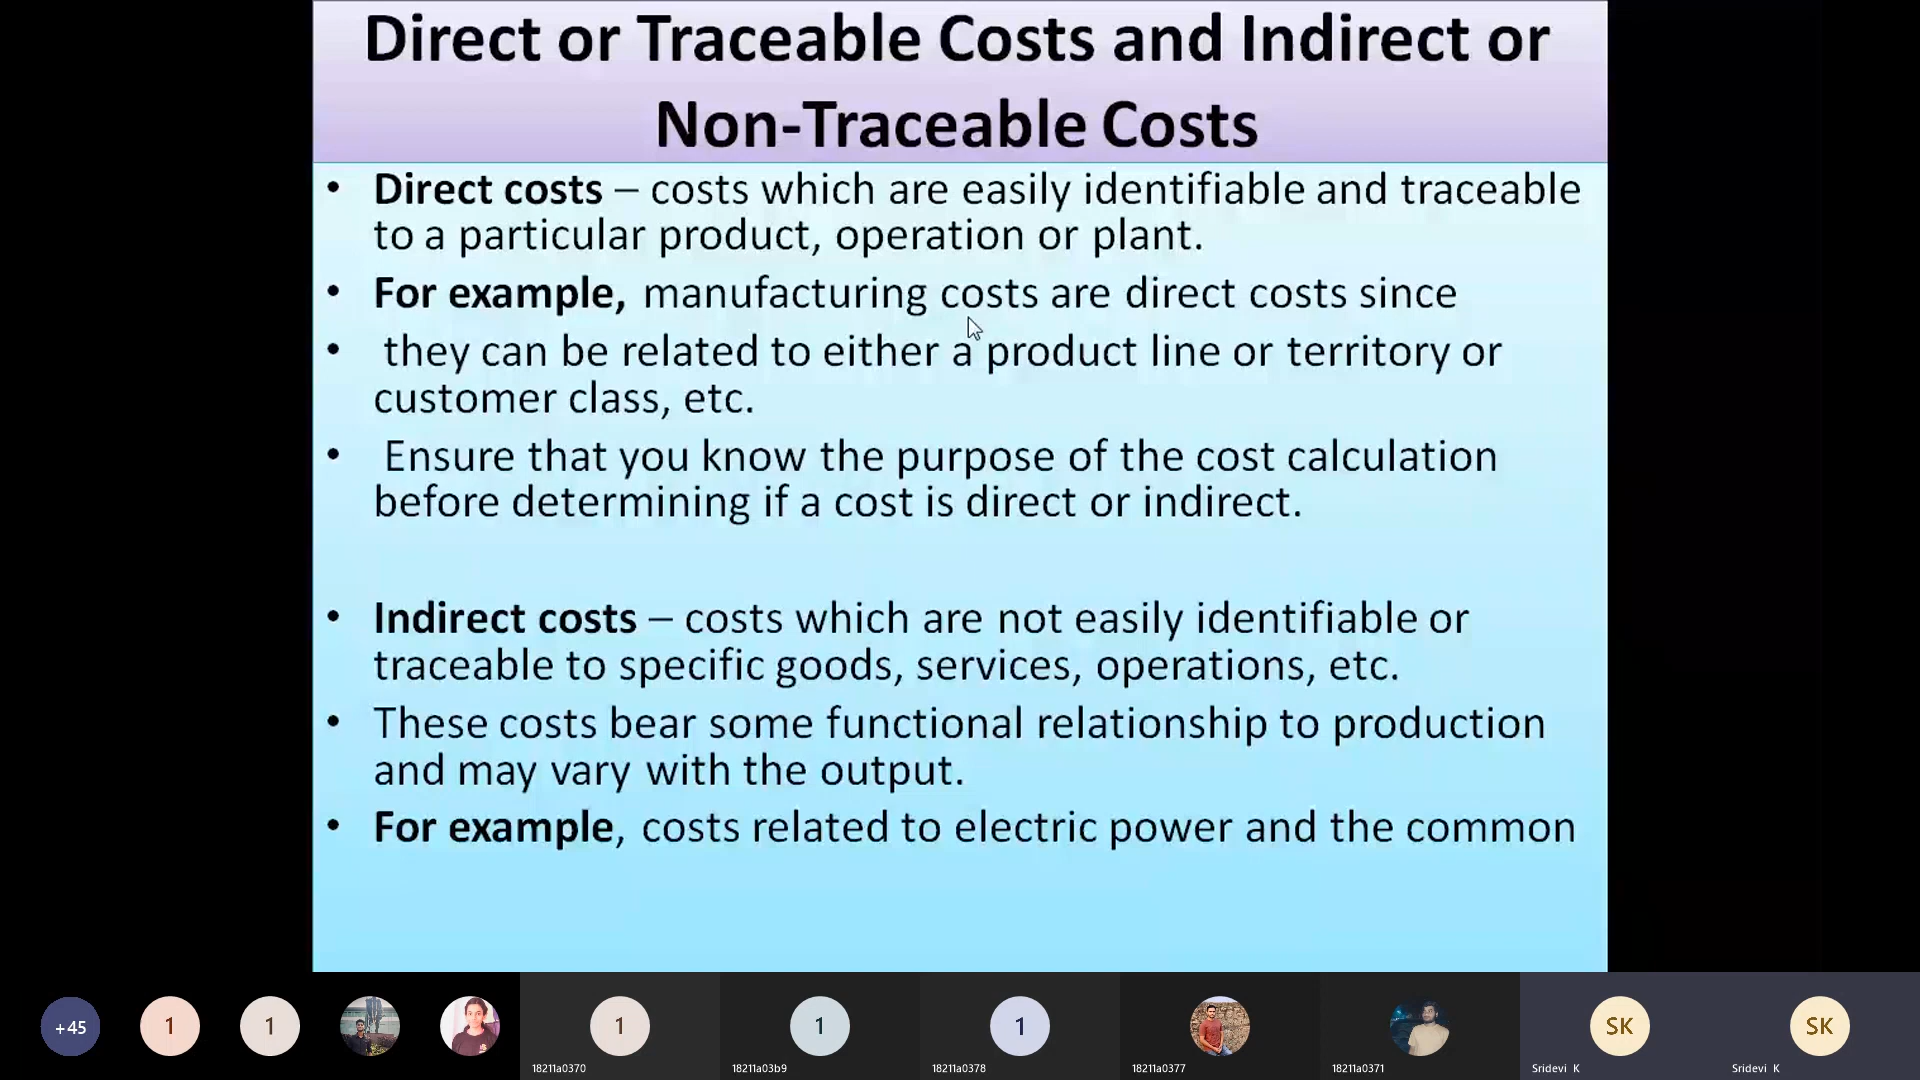 Direct or Traceable Costs and Indirect or
Non-Traceable Costs
• Direct costs – costs which are easily identifiable and traceable
to a particular product, operation or plant.
• For example, manufacturing costs are direct costs since
• they can be related to either a product line or territory or
customer class, etc.
• Ensure that you know the purpose of the cost calculation
before determining if a cost is direct or indirect.
• Indirect costs – costs which are not easily identifiable or
traceable to specific goods, services, operations, etc.
• These costs bear some functional relationship to production
and may vary with the output.
• For example, costs related to electric power and the common
+45 1 1 1 1 1 SK SK
18211a0370 18211a03b9 18211a0378 18211a0377 18211a0371 Sridevi K Sridevi K